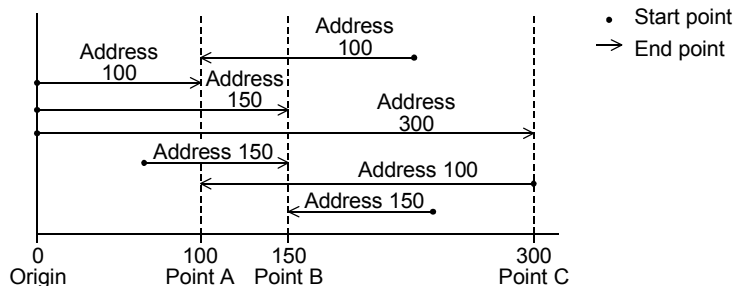 Start point
End point
Address
100
Address
100
Address
150
Address
300
Address 150
Address 100
Address 150
0 100 150 300
Origin Point A Point B Point C